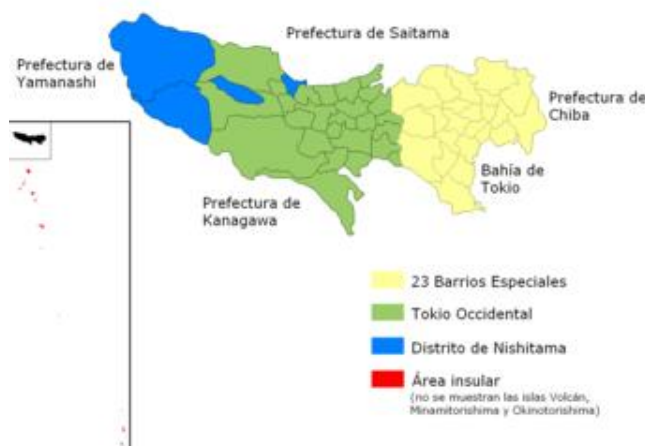 Prefectura de Saitama
Prefectura de
Yamanashi
Prefectura de
Chiba
Bahía de
Tokio
Prefectura de
Kanagawa
23 Barrios Especiales
Tokio Occidental
Distrito de Nishitama
Área insular
(no se muestran las islas Volcán,
Minamitorishima y Okinotorishima)